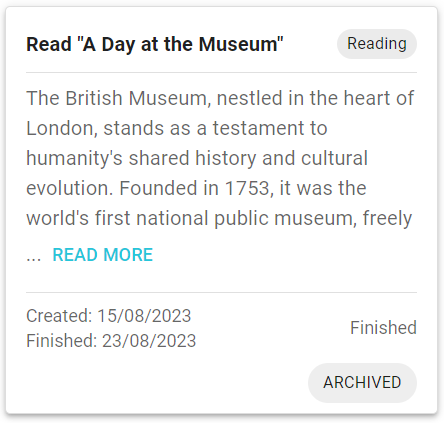 Read "A Day at the Museum"
Reading
The British Museum, nestled in the heart of
London, stands as a testament to
humanity's shared history and cultural
evolution. Founded in 1753, it was the
world's first national public museum, freely
... READ MORE
Created: 15/08/2023
Finished: 23/08/2023
Finished
ARCHIVED